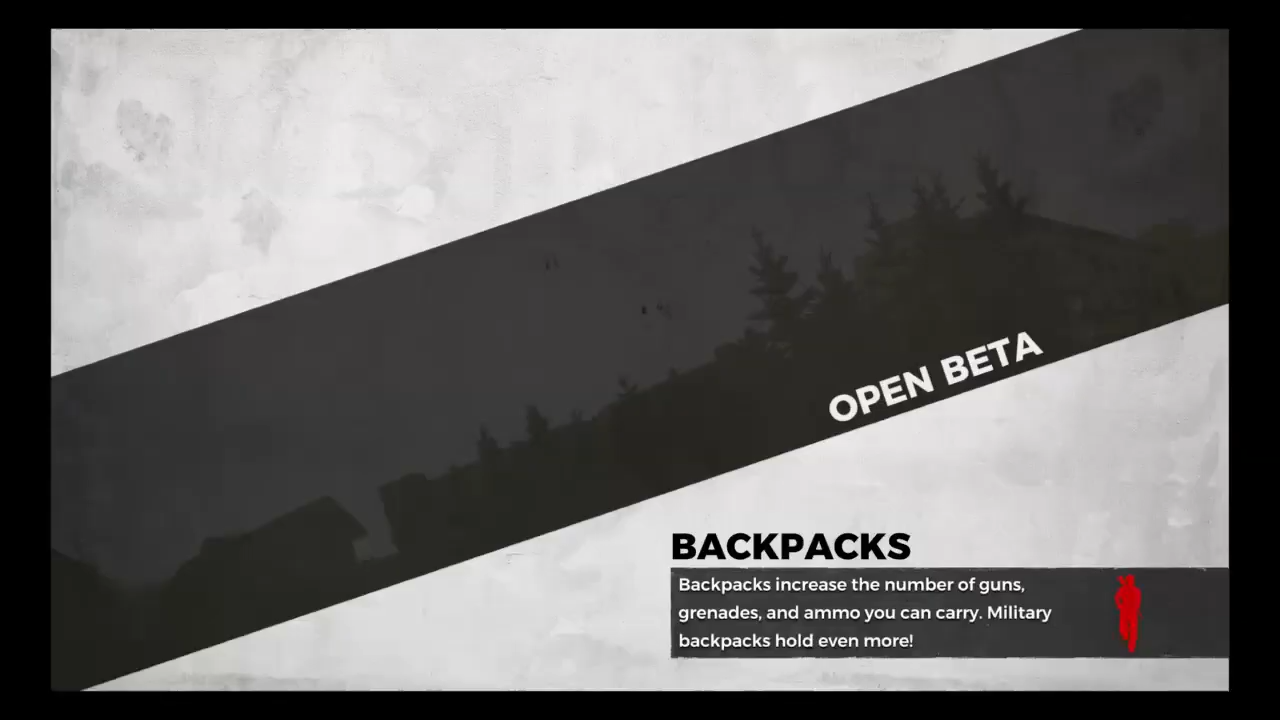 OPEN BETA
BACKPACKS
Backpacks increase the number of guns,
grenades, and ammo you can carry. Military
backpacks hold even more!